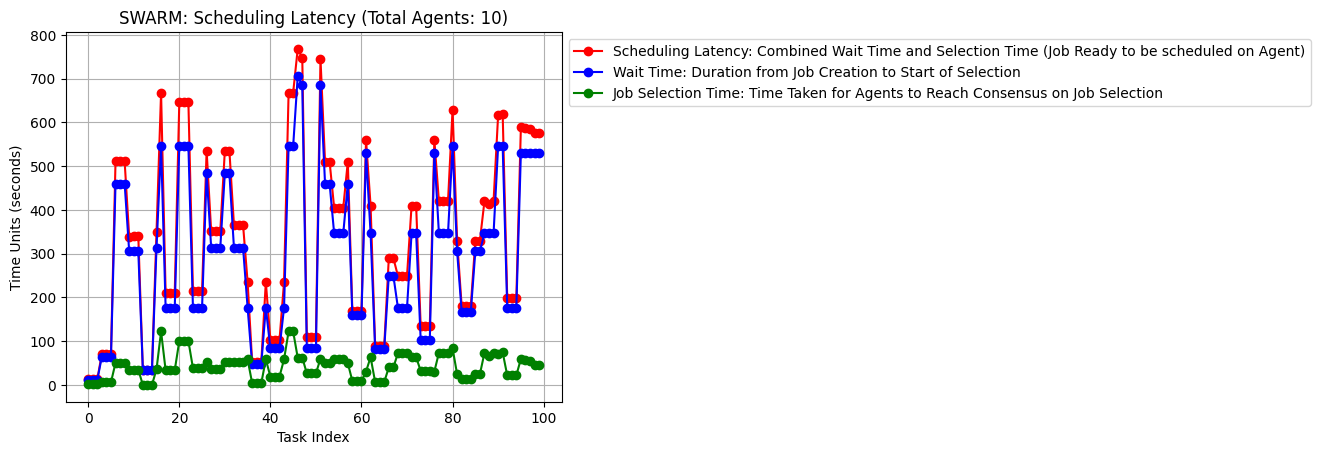 SWARM: Scheduling Latency (Total Agents: 10)
800
700
600
500
400
300
200
100
0
Time Units (seconds)
0 20 40 60 80 100
Task Index
Scheduling Latency: Combined Wait Time and Selection Time (Job Ready to be scheduled on Agent)
Wait Time: Duration from Job Creation to Start of Selection
Job Selection Time: Time Taken for Agents to Reach Consensus on Job Selection